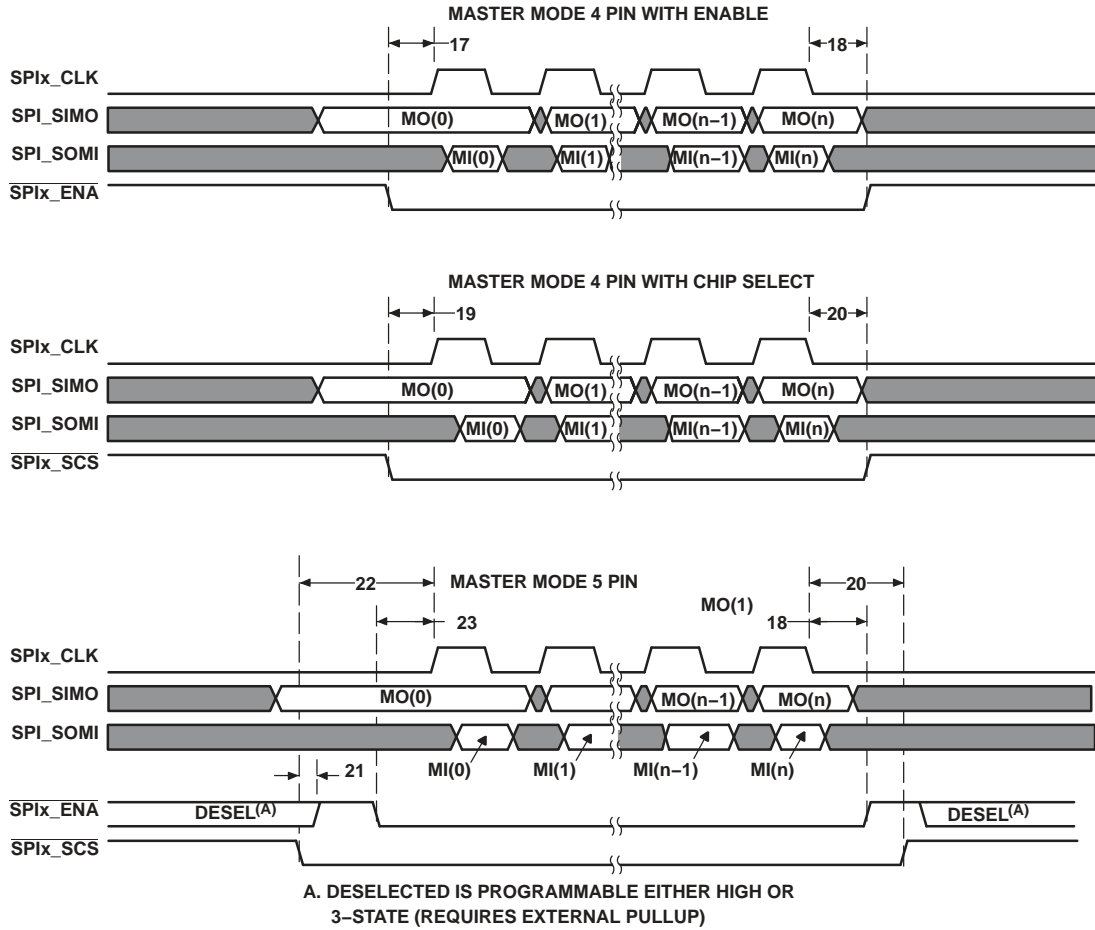 MASTER MODE 4 PIN WITH ENABLE
17
18
SPIx_CLK
SPI_SIMO
MO(0)
MO(1)
MO(n−1)
MO(n)
SPI_SOMI
MI(0)
MI(1)
MI(n−1)
MI(n)
SPIx_ENA
MASTER MODE 4 PIN WITH CHIP SELECT
19
20
SPIx_CLK
SPI_SIMO
MO(0)
MO(1)
MO(n−1)
MO(n)
SPI_SOMI
MI(0)
MI(1)
MI(n−1)
MI(n)
SPIx_SCS
22
MASTER MODE 5 PIN
20
MO(1)
23
18
SPIx_CLK
SPI_SIMO
MO(0)
MO(n−1)
MO(n)
SPI_SOMI
MI(0)
MI(1)
MI(n−1)
MI(n)
21
SPIx_ENA
DESEL(A)
DESEL(A)
SPIx_SCS
A. DESELECTED IS PROGRAMMABLE EITHER HIGH OR
3−STATE (REQUIRES EXTERNAL PULLUP)